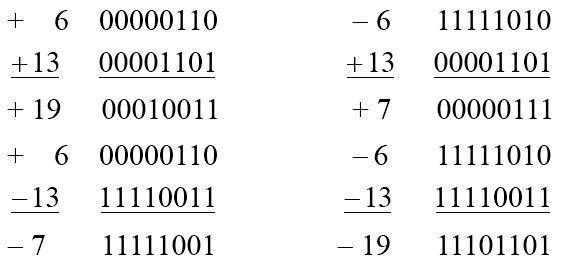 + 6 00000110 – 6 11111010
+13 00001101 +13 00001101
+ 19 00010011 + 7 00000111
+ 6 00000110 –6 11111010
–13 11110011 –13 11110011
– 7 11111001 – 19 11101101